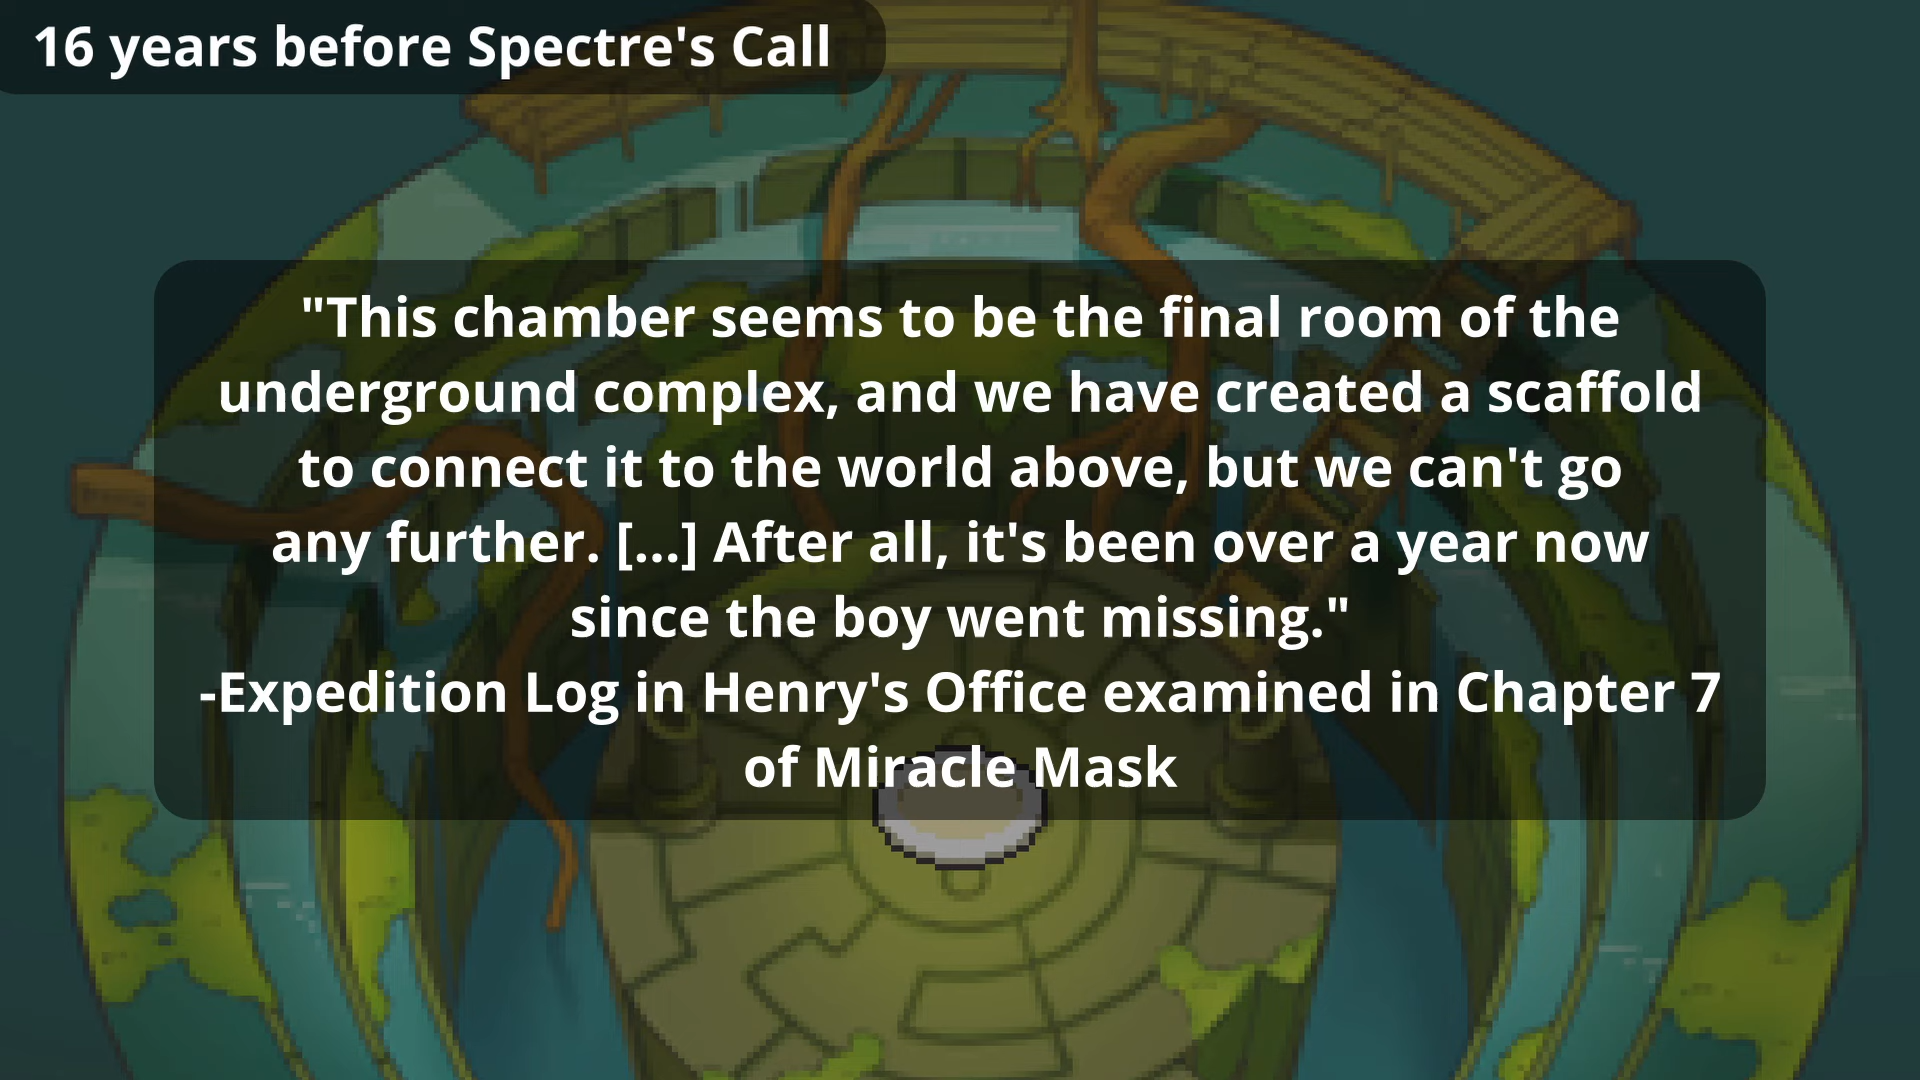 16 years before Spectre's Call
"This chamber seems to be the final room of the
underground complex, and we have created a scaffold
to connect it to the world above, but we can't go
any further. [...] After all, it's been over a year now
since the boy went missing."
-Expedition Log in Henry's Office examined in Chapter 7
of Miracle Mask